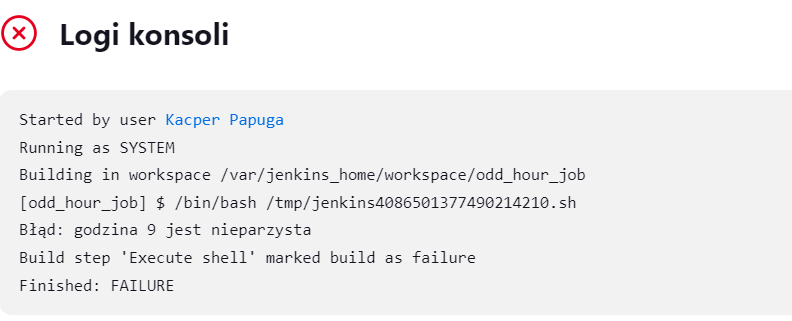 Logi konsoli
Started by user Kacper Papuga
Running as SYSTEM
Building in workspace /var/jenkins_home/workspace/odd_hour_job
[odd_hour_job] $ /bin/bash /tmp/jenkins4086501377490214210.sh
Błąd: godzina 9 jest nieparzysta
Build step 'Execute shell' marked build as failure
Finished: FAILURE